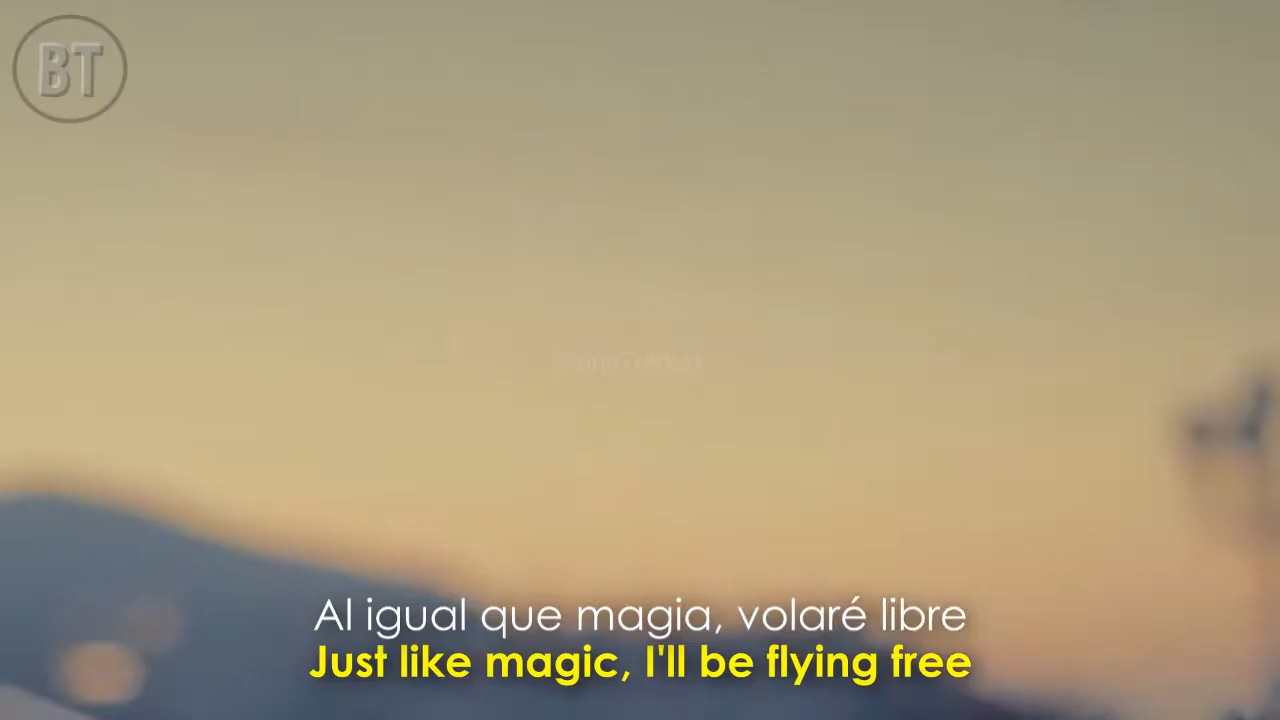 BT
Al igual que magia, volaré libre
Just like magic, I'll be flying free